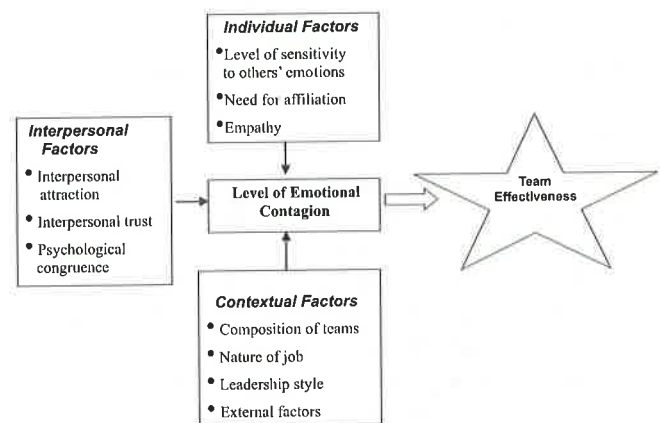 Individual Factors
•Level of sensitivity
to others' emotions
•Need for affiliation
•Empathy
Interpersonal
Factors
• Interpersonal
attraction
• Interpersonal trust
• Psychological
congruence
Level of Emotional
Contagion
Team
Effectiveness
Contextual Factors
• Composition of teams
• Nature of job
• Leadership style
• External factors